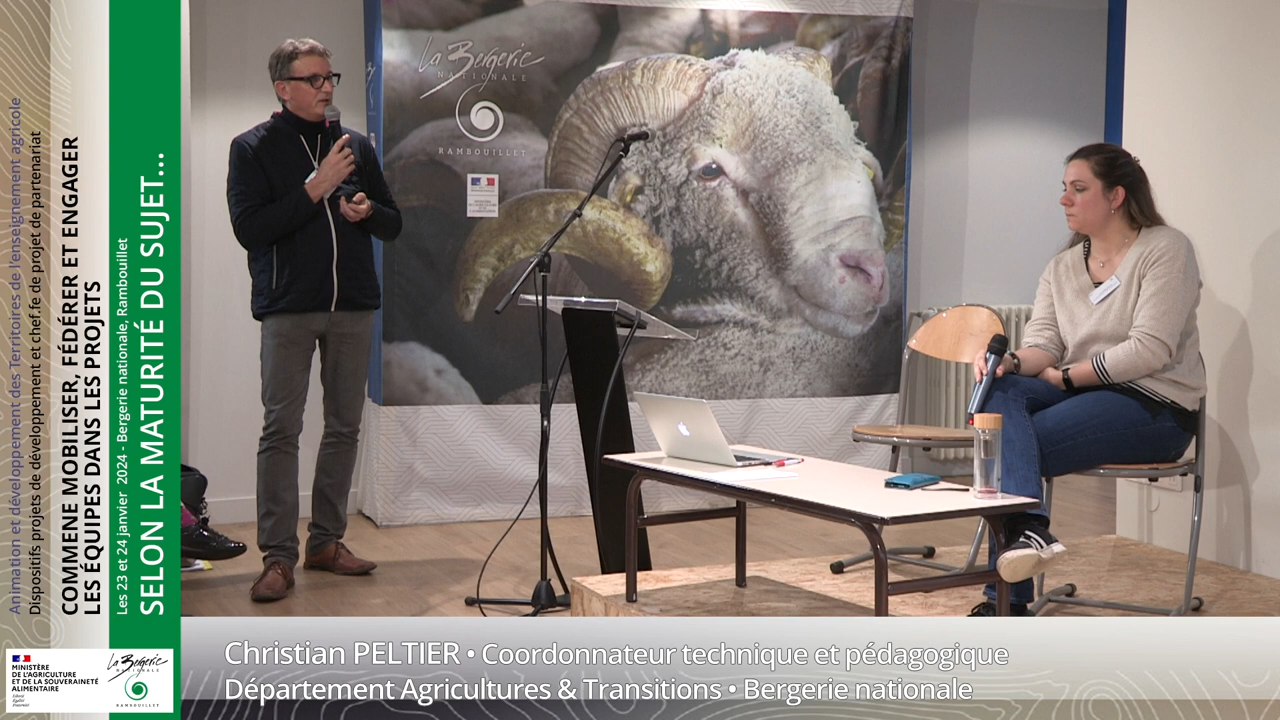 Animation et développement des Territoires de l'enseignement agricole
Dispositifs projets de développement et chef.fe de projet de partenariat
COMMENE MOBILISER, FÉDÉRER ET ENGAGER
LES ÉQUIPES DANS LES PROJETS
Les 23 et 24 janvier 2024 - Bergerie nationale, Rambouillet
SELON LA MATURITÉ DU SUJET...
La Bergerie
NATIONALE
RAMBOUILLET
MINISTÈRE
DE L'AGRICULTURE
ET DE LA SOUVERAINETÉ
ALIMENTAIRE
Liberté
Égalité
Fraternité
La Bergerie
NATIONALE
RAMBOUILLET
Christian PELTIER • Coordonnateur technique et pédagogique
Département Agricultures & Transitions • Bergerie nationale